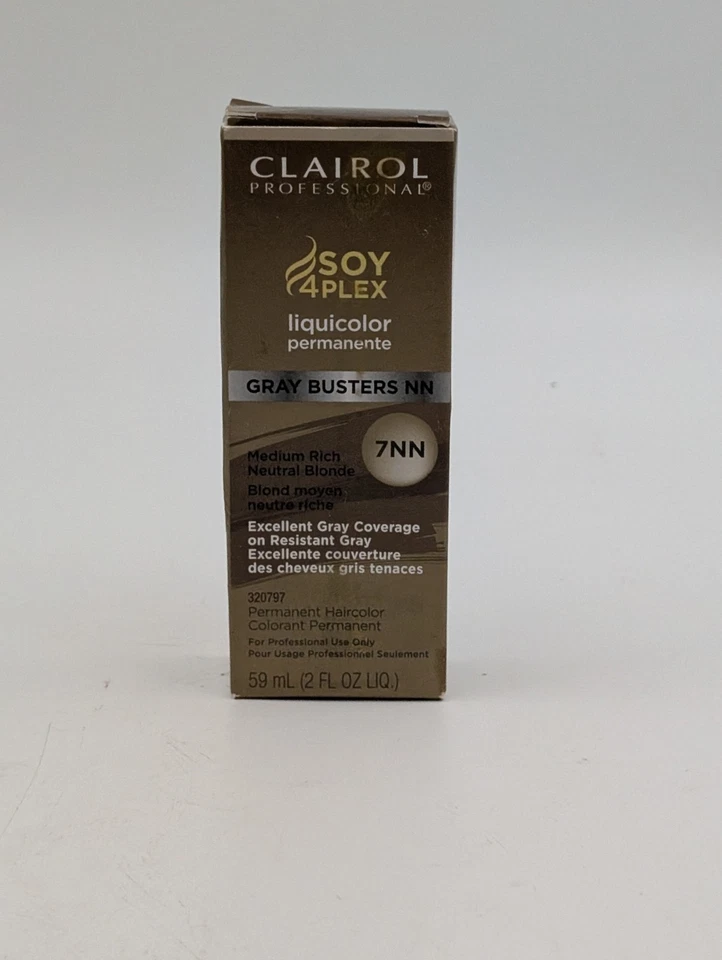 CLAIROL
PROFESSIONAL®
SOY
4PLEX
liquicolor
permanente
GRAY BUSTERS NN
7NN
Medium Rich
Neutral Blonde
Blond moyen
neutre riche
Excellent Gray Coverage
on Resistant Gray
Excellente couverture
des cheveux gris tenaces
320797
Permanent Haircolor
Colorant Permanent
For Professional Use Only
Pour Usage Professionnel Seulement
59 mL (2 FL OZ LIQ.)